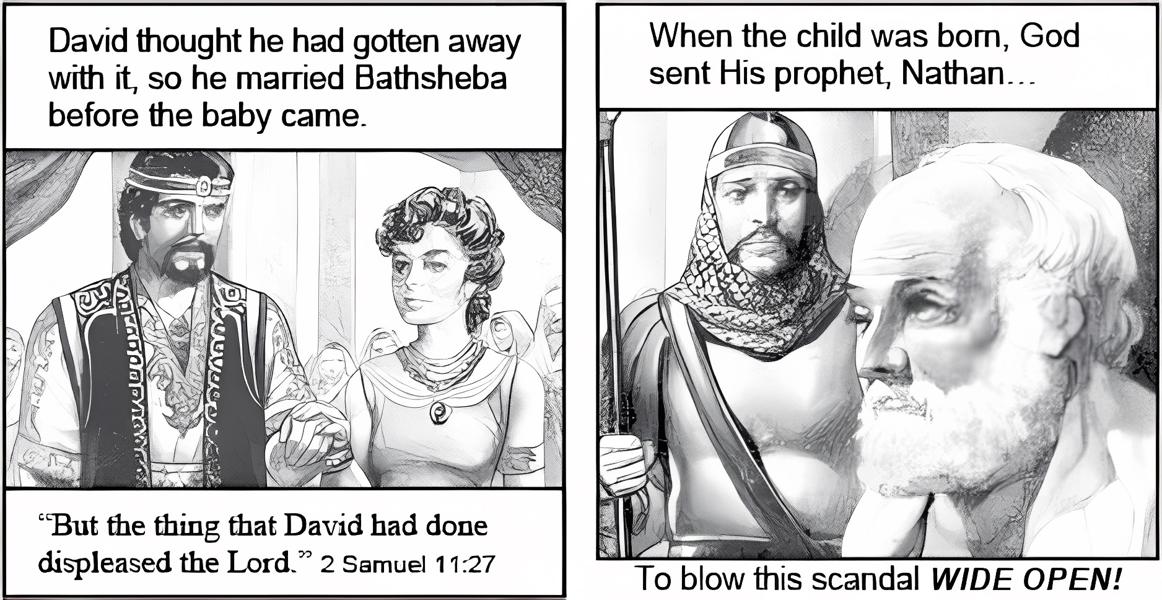 David thought he had gotten away
with it, so he married Bathsheba
before the baby came.
“But the thing that David had done
displeased the Lord.” 2 Samuel 11:27
When the child was born, God
sent His prophet, Nathan...
To blow this scandal WIDE OPEN!